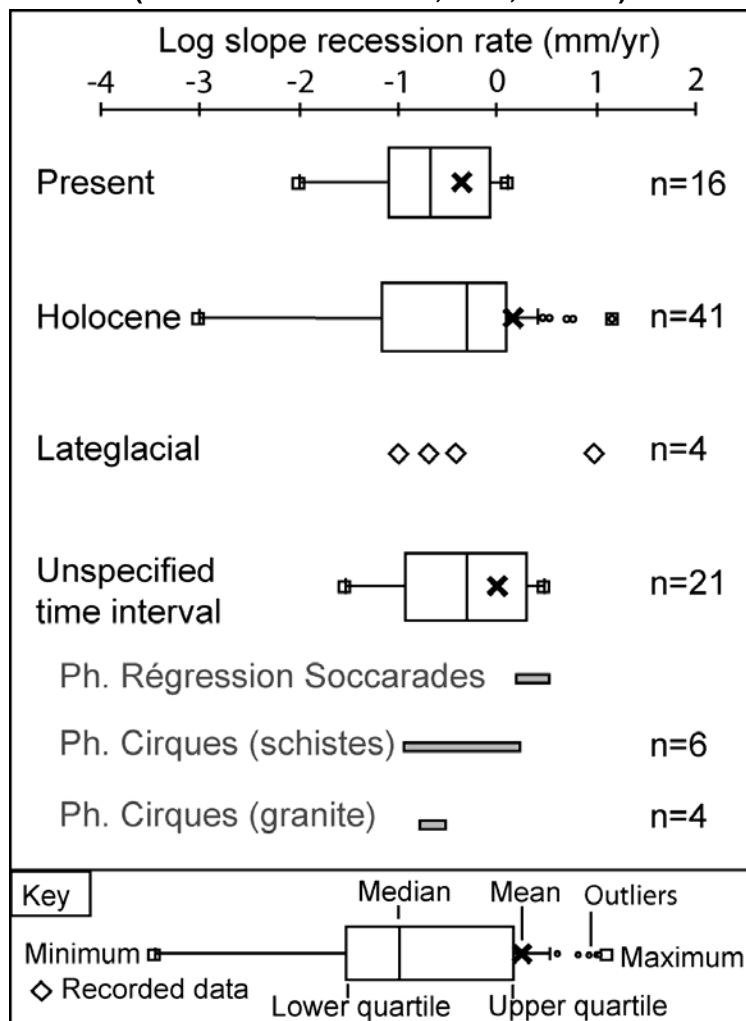 Log slope recession rate (mm/yr)
-4 -3 -2 -1 0 1 2
Present n=16
Holocene n=41
Lateglacial n=4
Unspecified
time interval n=21
Ph. Régression Soccarades
Ph. Cirques (schistes) n=6
Ph. Cirques (granite) n=4
Key
Median Mean Outliers
Minimum Maximum
Recorded data
Lower quartile Upper quartile